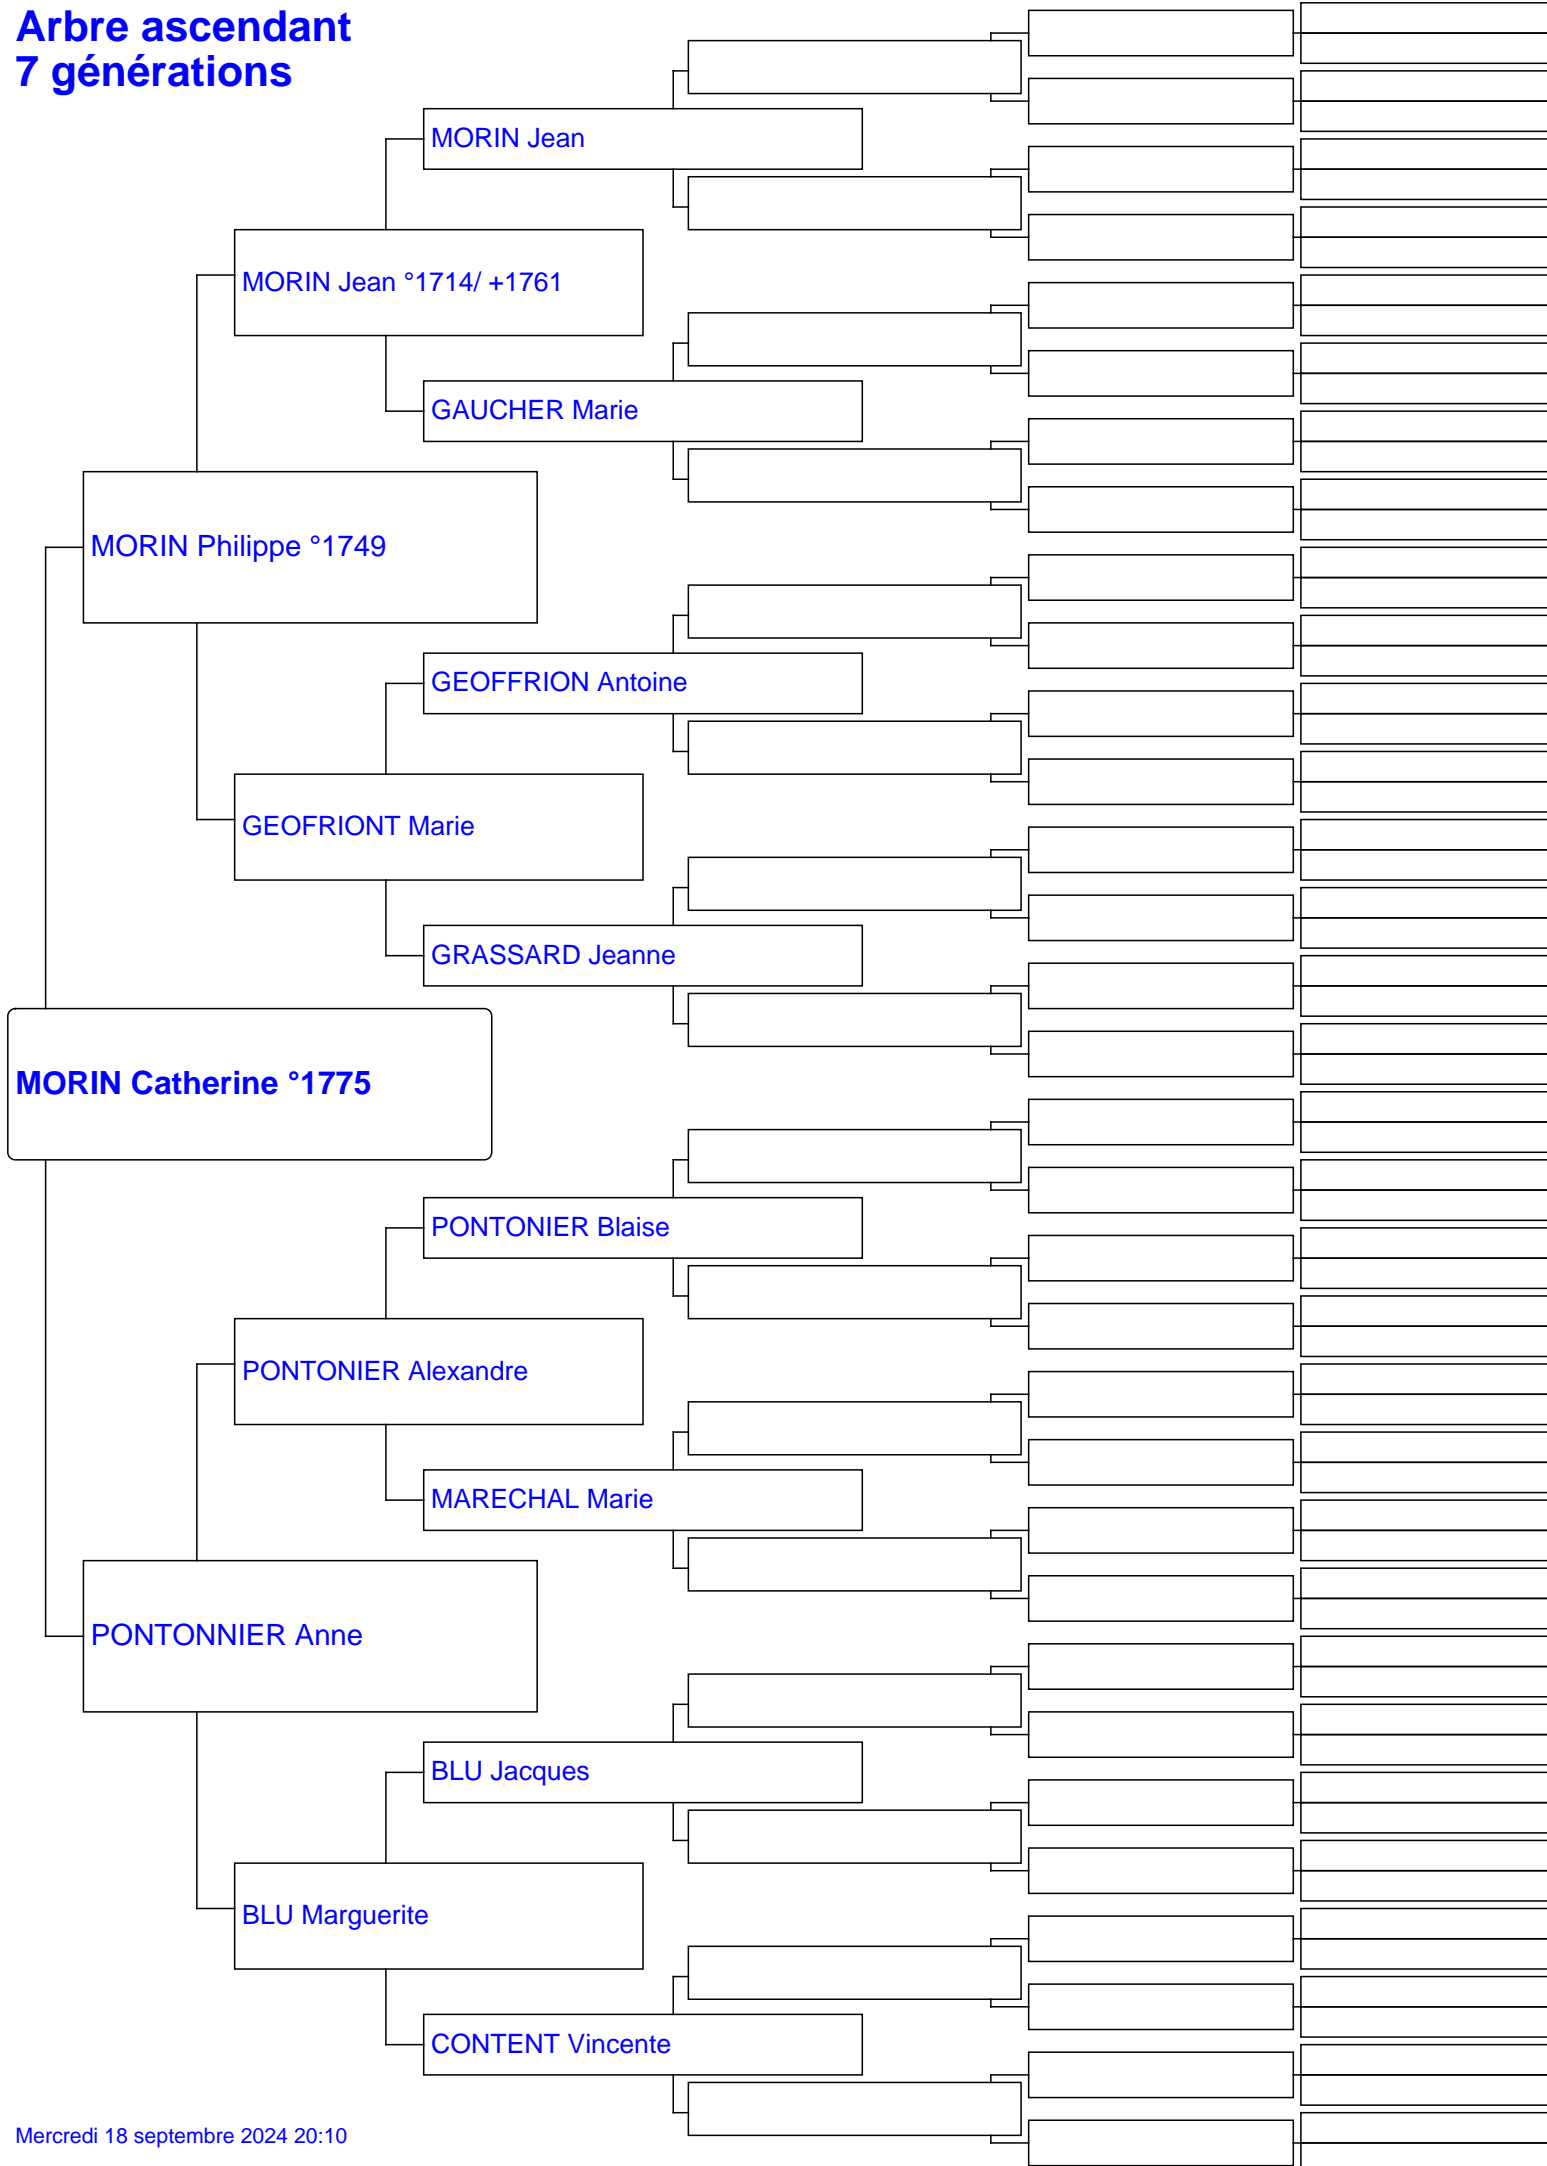 Arbre ascendant
7 générations
MORIN Jean
MORIN Jean °1714/ +1761
GAUCHER Marie
MORIN Philippe °1749
GEOFFRION Antoine
GEOFRIONT Marie
GRASSARD Jeanne
MORIN Catherine °1775
PONTONIER Blaise
PONTONIER Alexandre
MARECHAL Marie
PONTONNIER Anne
BLU Jacques
BLU Marguerite
CONTENT Vincente
Mercredi 18 septembre 2024 20:10